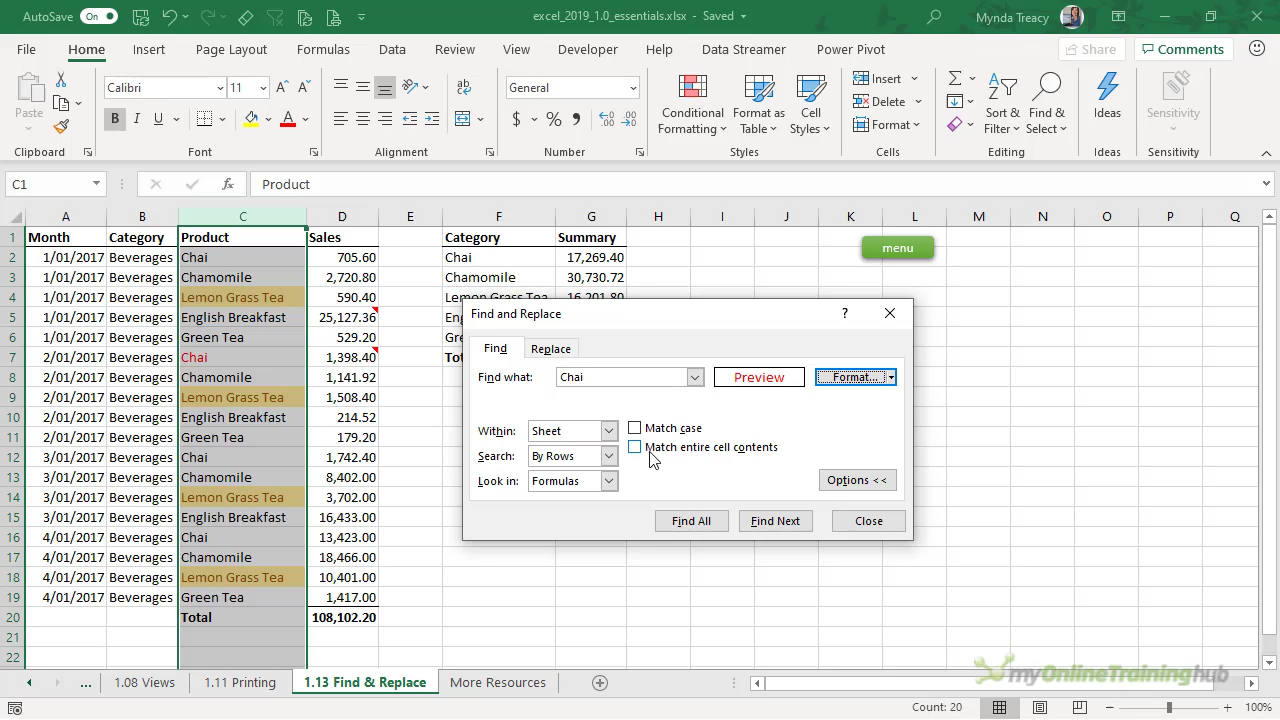 AutoSave On excel_2019_1.0_essentials.xlsx - Saved Mynda Treacy
File Home Insert Page Layout Formulas Data Review View Developer Help Data Streamer Power Pivot Share Comments
Paste Calibri 11 General Conditional Formatting Format as Table Cell Styles Insert Delete Format Sort & Filter Find & Select Ideas Sensitivity
Clipboard Font Alignment Number Styles Cells Editing Ideas Sensitivity
C1 fx Product
A B C D E F G H I J K L M N O P Q
1 Month Category Product Sales Category Summary menu
2 1/01/2017 Beverages Chai 705.60 Chai 17,269.40
3 1/01/2017 Beverages Chamomile 2,720.80 Chamomile 30,730.72
4 1/01/2017 Beverages Lemon Grass Tea 590.40 Lemon Grass Tea 16,201.80
5 1/01/2017 Beverages English Breakfast 25,127.36
6 1/01/2017 Beverages Green Tea 529.20
7 2/01/2017 Beverages Chai 1,398.40
8 2/01/2017 Beverages Chamomile 1,141.92
9 2/01/2017 Beverages Lemon Grass Tea 1,508.40
10 2/01/2017 Beverages English Breakfast 214.52
11 2/01/2017 Beverages Green Tea 179.20
12 3/01/2017 Beverages Chai 1,742.40
13 3/01/2017 Beverages Chamomile 8,402.00
14 3/01/2017 Beverages Lemon Grass Tea 3,702.00
15 3/01/2017 Beverages English Breakfast 16,433.00
16 4/01/2017 Beverages Chai 13,423.00
17 4/01/2017 Beverages Chamomile 18,466.00
18 4/01/2017 Beverages Lemon Grass Tea 10,401.00
19 4/01/2017 Beverages Green Tea 1,417.00
20 Total 108,102.20
21
22
Find and Replace ?
Find Replace
Find what: Chai Preview Format...
Within: Sheet Match case
Search: By Rows Match entire cell contents
Look in: Formulas
Options <<
Find All Find Next Close
... 1.08 Views 1.11 Printing 1.13 Find & Replace More Resources
myOnlineTraininghub
Count: 20 100%